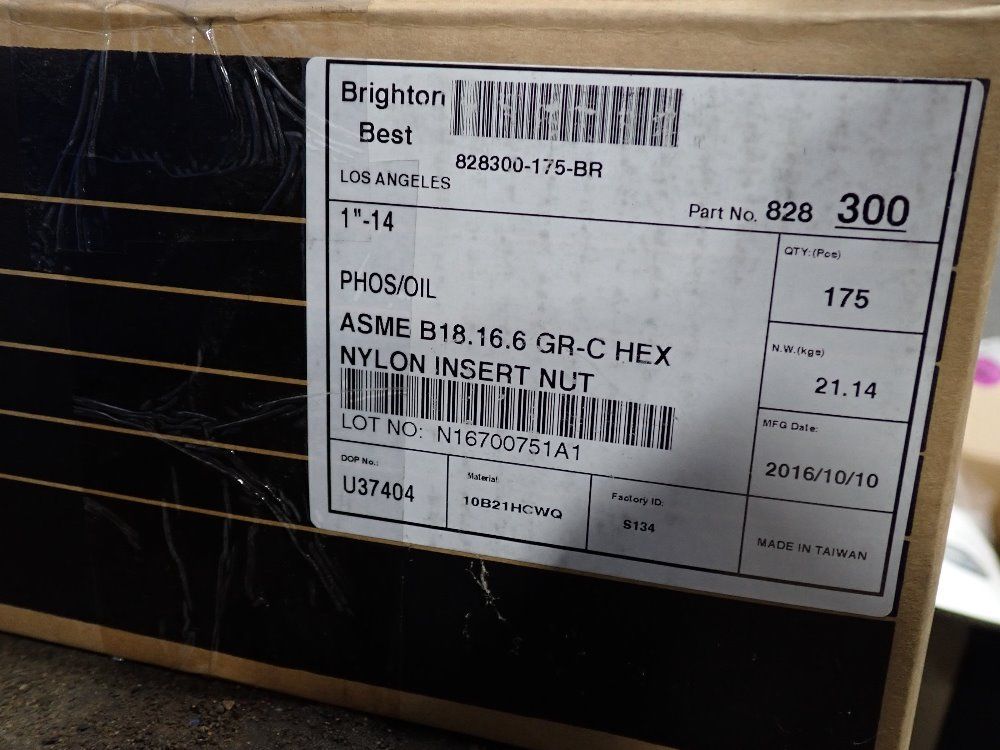 Brighton
Best
828300-175-BR
LOS ANGELES
Part No. 828 300
1"-14
PHOS/OIL
ASME B18.16.6 GR-C HEX
NYLON INSERT NUT
LOT NO: N16700751A1
QTY:(Pcs)
175
N.W.(kgs)
21.14
MFG Date:
2016/10/10
DOP No.:
U37404
Material
10B21HCWQ
Factory ID:
S134
MADE IN TAIWAN